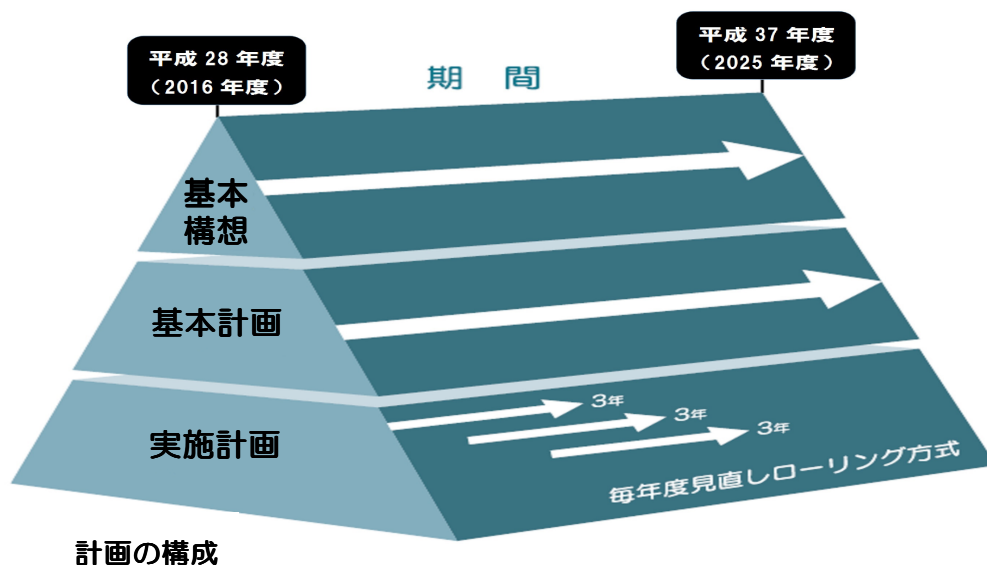 平成 28 年度
（2016 年度）
期 間
平成 37 年度
（2025 年度）
基本
構想
基本計画
実施計画
3年
3年
3年
毎年度見直しローリング方式
計画の構成